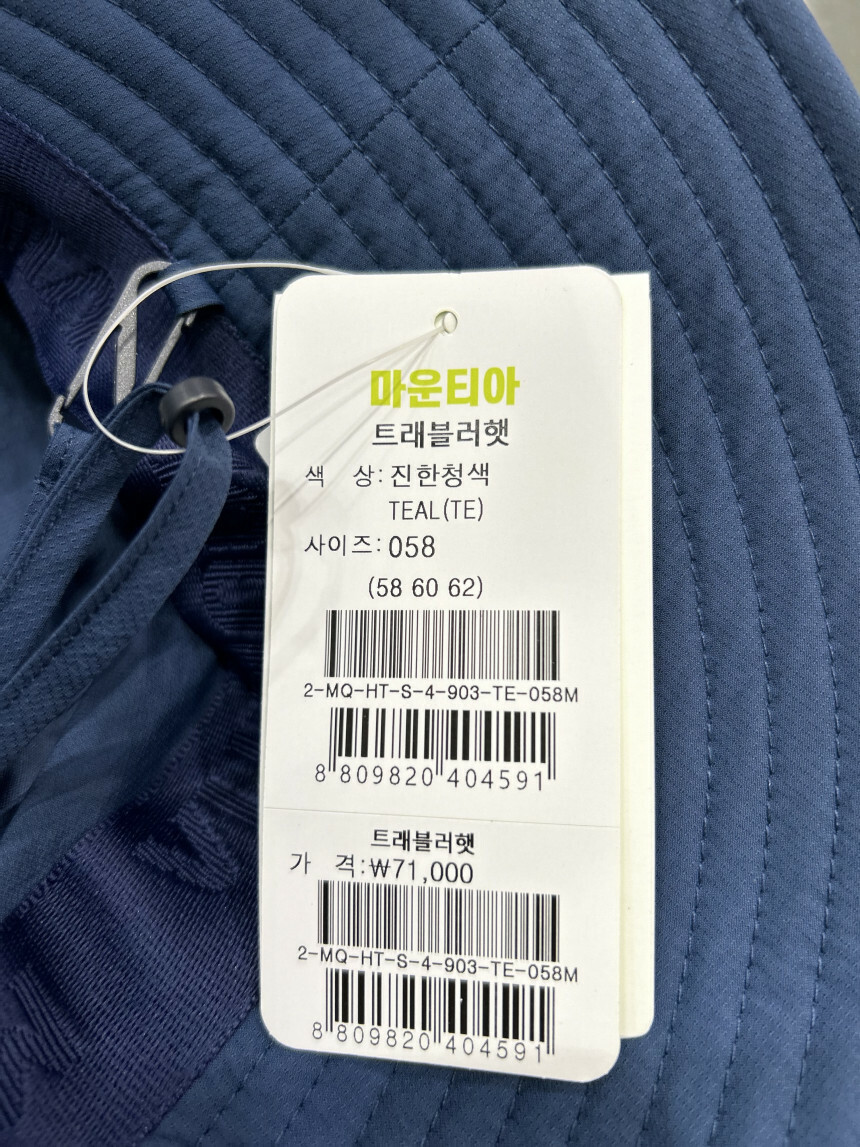 마운티아
트래블러햇
색 상: 진한청색
TEAL(TE)
사이즈: 058
(58 60 62)
2-MQ-HT-S-4-903-TE-058M
8 809820 404591
트래블러햇
가 격:₩71,000
2-MQ-HT-S-4-903-TE-058M
8 809820 404591